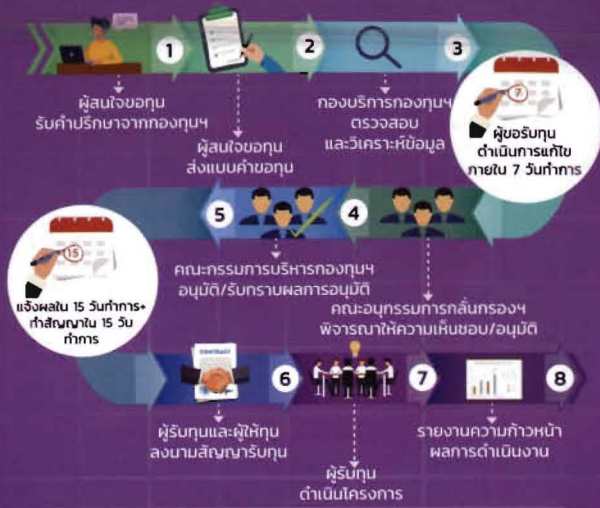 1
2
3
ผู้สนใจขอทุน
รับคำปรึกษาจากกองทุนฯ
ผู้สนใจขอทุน
ส่งแบบคำขอทุน
กองบริการกองทุนฯ
ตรวจสอบ
และวิเคราะห์ข้อมูล
7
ผู้ขอรับทุน
ดำเนินการแก้ไข
ภายใน 7 วันทำการ
4
5
คณะอนุกรรมการกลั่นกรองฯ
พิจารณาให้ความเห็นชอบ/อนุมัติ
คณะกรรมการบริหารกองทุนฯ
อนุมัติ/รับทราบผลการอนุมัติ
15
แจ้งผลใน 15 วันทำการ+
ทำสัญญาใน 15 วัน
ทำการ
CONTRACT
6
7
8
ผู้รับทุนและผู้ให้ทุน
ลงนามสัญญารับทุน
ผู้รับทุน
ดำเนินโครงการ
รายงานความก้าวหน้า
ผลการดำเนินงาน